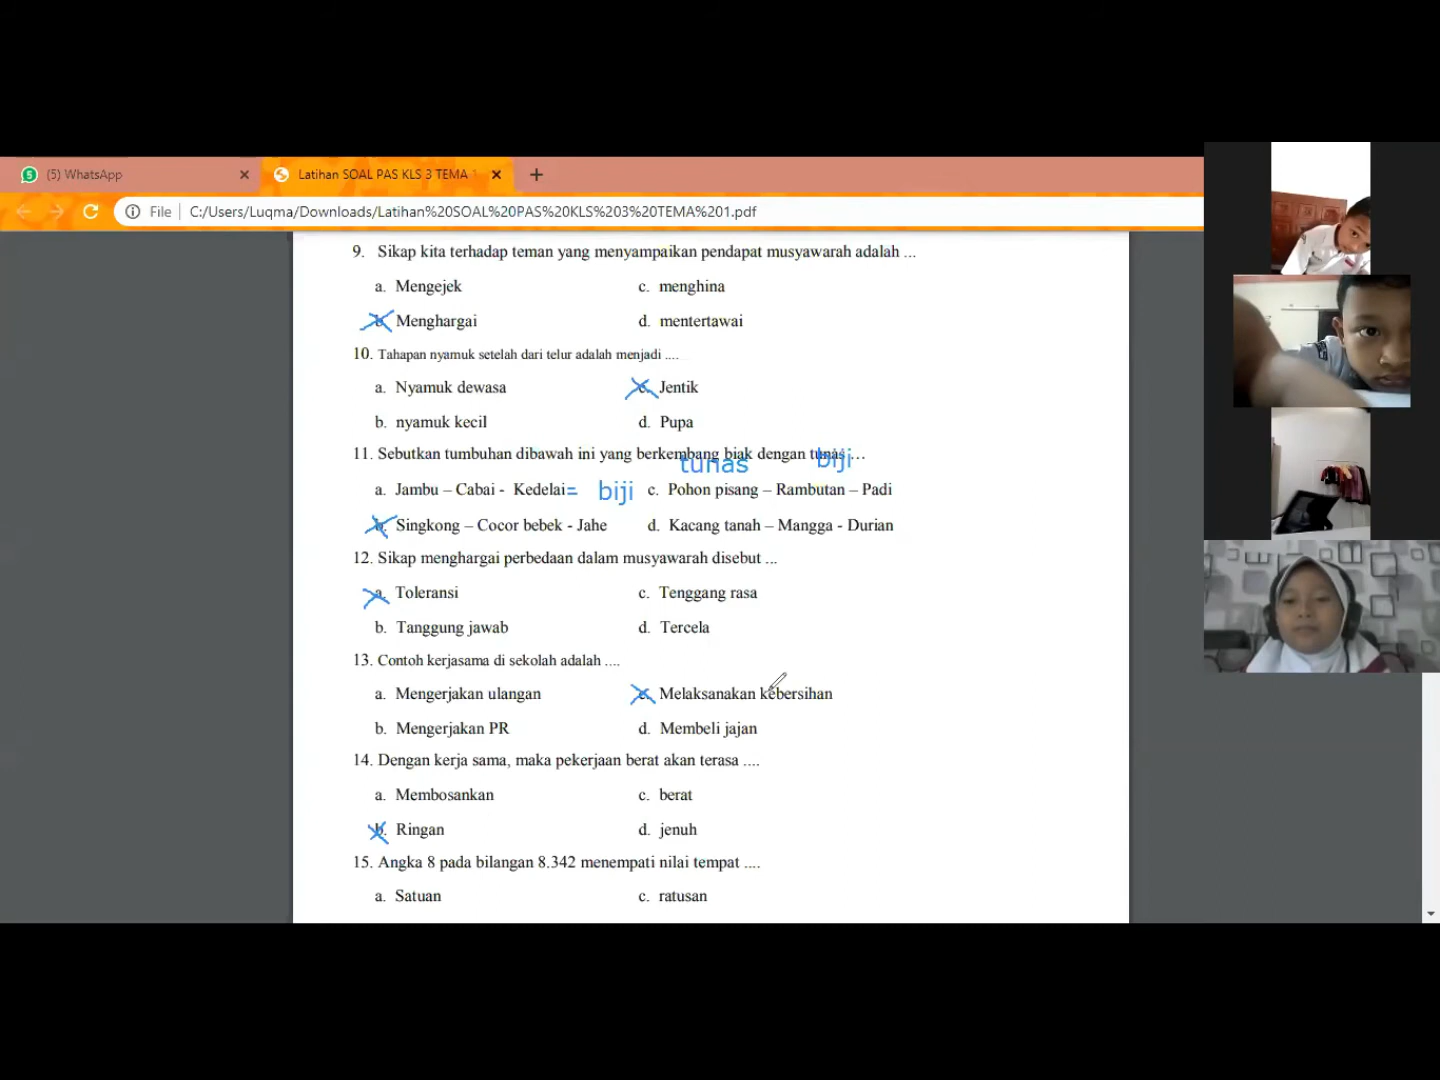 (5) WhatsApp
Latihan SOAL PAS KLS 3 TEMA
File C:/Users/Luqma/Downloads/Latihan%20SOAL%20PAS%20KLS%203%20TEMA%201.pdf
9. Sikap kita terhadap teman yang menyampaikan pendapat musyawarah adalah ...
a. Mengejek c. menghina
b. Menghargai d. mentertawai
10. Tahapan nyamuk setelah dari telur adalah menjadi ....
a. Nyamuk dewasa c. Jentik
b. nyamuk kecil d. Pupa
11. Sebutkan tumbuhan dibawah ini yang berkembang biak dengan tunas ...
tunas biji
a. Jambu – Cabai - Kedelai = biji c. Pohon pisang – Rambutan – Padi
b. Singkong – Cocor bebek - Jahe d. Kacang tanah – Mangga - Durian
12. Sikap menghargai perbedaan dalam musyawarah disebut ...
a. Toleransi c. Tenggang rasa
b. Tanggung jawab d. Tercela
13. Contoh kerjasama di sekolah adalah ....
a. Mengerjakan ulangan c. Melaksanakan kebersihan
b. Mengerjakan PR d. Membeli jajan
14. Dengan kerja sama, maka pekerjaan berat akan terasa ....
a. Membosankan c. berat
b. Ringan d. jenuh
15. Angka 8 pada bilangan 8.342 menempati nilai tempat ....
a. Satuan c. ratusan